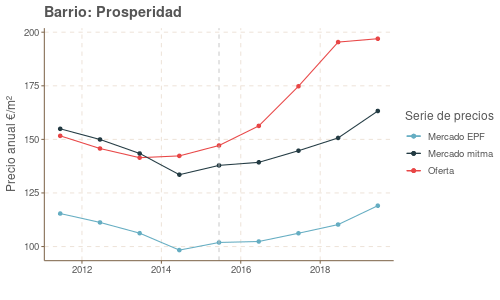 Barrio: Prosperidad
Precio anual €/m²
200
175
150
125
100
2012
2014
2016
2018
Serie de precios
Mercado EPF
Mercado mitma
Oferta